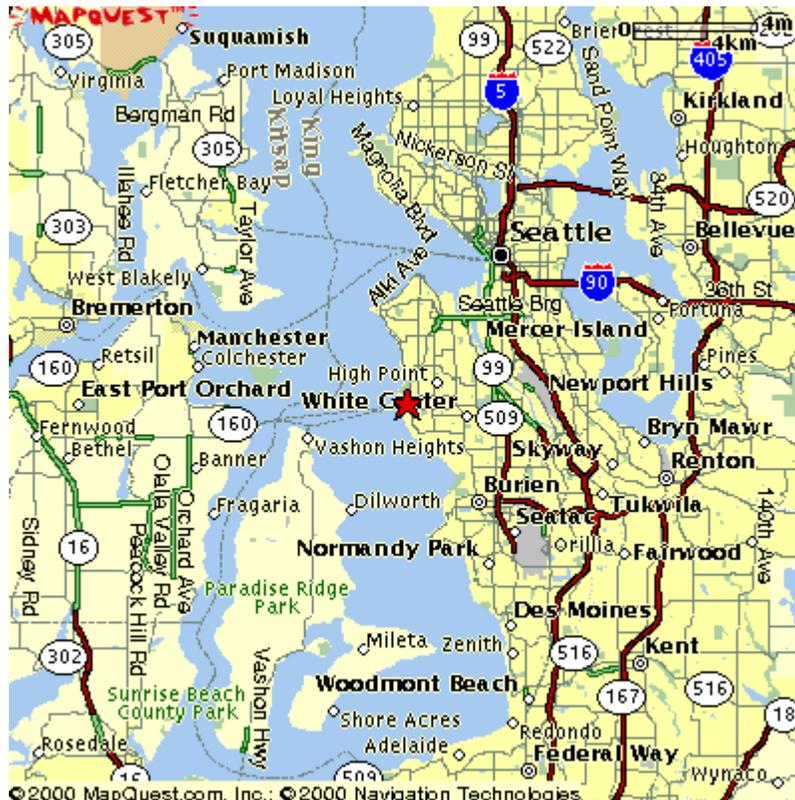 MAPQUEST™
305
Suquamish
99
522
Brier
0
4m
4km
405
Virginia
Port Madison
Loyal Heights
5
Sand Point Way
Kirkland
Bergman Rd
Kitsap
King
Magnolia Blvd
Nickerson St
Houghton
305
Illahee Rd
Fletcher Bay
84th Ave
520
303
Taylor Ave
Seattle
Bellevue
West Blakely
Alki Ave
90
36th St
Bremerton
Seattle Brg
Fortuna
Manchester
Mercer Island
160
Retsil
Colchester
High Point
99
Pines
East Port Orchard
White Center
Newport Hills
160
509
Fernwood
Bethel
Banner
Vashon Heights
Skyway
Bryn Mawr
Renton
Olalla Valley Rd
Orchard Ave
Fragaria
Dilworth
Burien
Tukwila
Seatac
140th Ave
Sidney Rd
16
Peacock Hill Rd
Normandy Park
Orillia
Fairwood
Paradise Ridge
Park
Des Moines
302
Mileta
Zenith
516
Kent
Vashon Hwy
Sunrise Beach
County Park
Woodmont Beach
167
516
Shore Acres
18
Rosedale
Adelaide
Redondo
Federal Way
16
509
Wynaco
©2000 MapQuest.com, Inc.; ©2000 Navigation Technologies